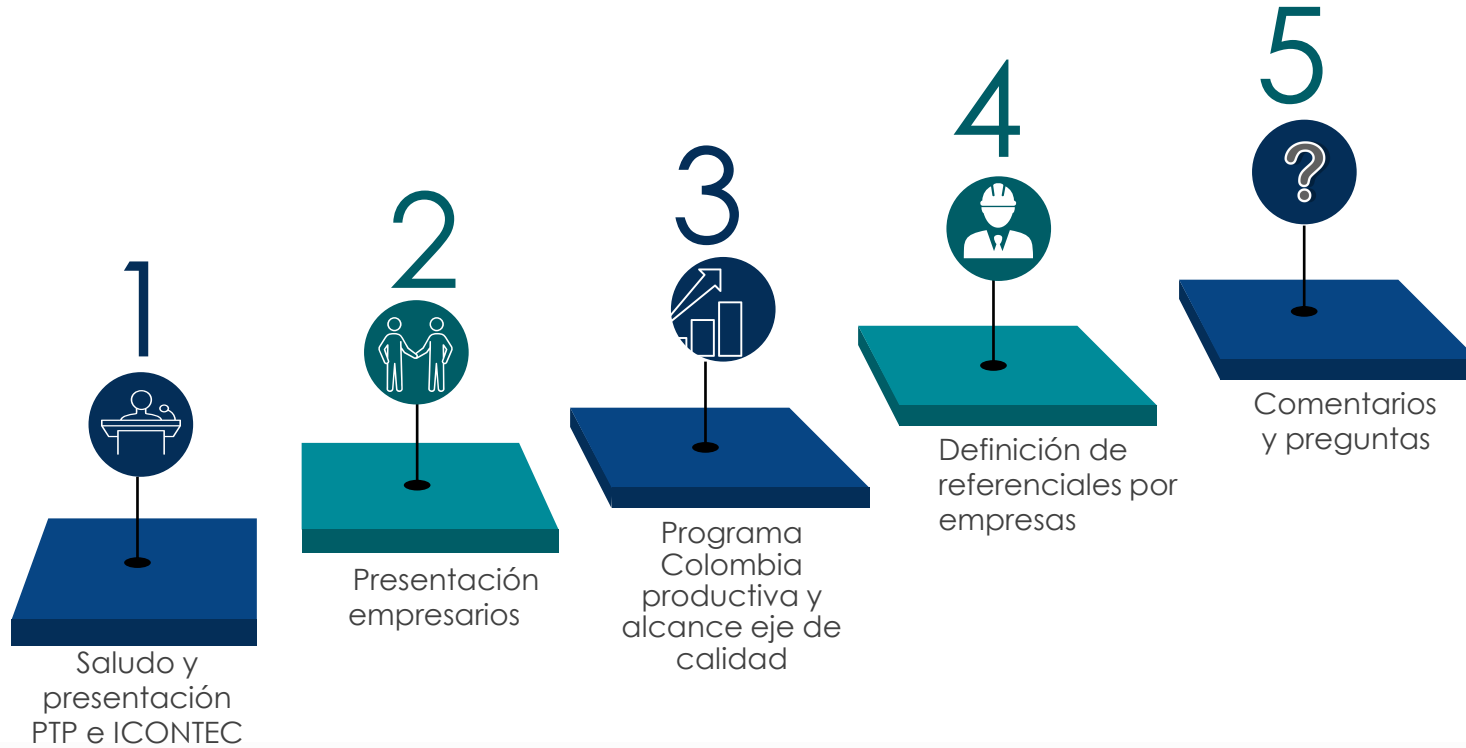 1
Saludo y
presentación
PTP e ICONTEC
2
Presentación
empresarios
3
Programa
Colombia
productiva y
alcance eje de
calidad
4
Definición de
referenciales por
empresas
5
?
Comentarios
y preguntas